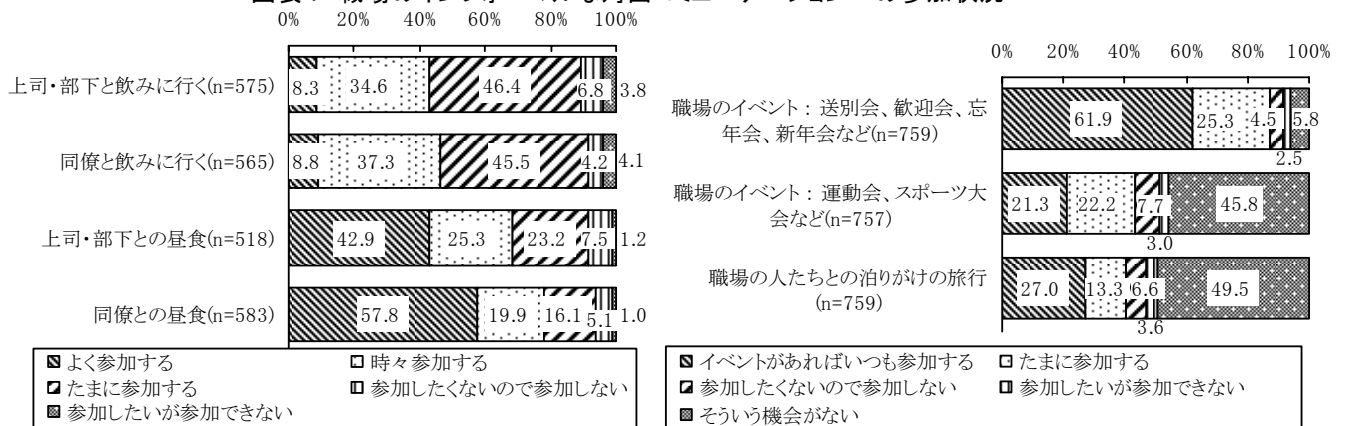 0% 20% 40% 60% 80% 100%
上司・部下と飲みに行く(n=575) 8.3 34.6 46.4 6.8 3.8
同僚と飲みに行く(n=565) 8.8 37.3 45.5 4.2 4.1
上司・部下との昼食(n=518) 42.9 25.3 23.2 7.5 1.2
同僚との昼食(n=583) 57.8 19.9 16.1 5.1 1.0
よく参加する 時々参加する
たまに参加する 参加したくないので参加しない
参加したいが参加できない
0% 20% 40% 60% 80% 100%
職場のイベント：送別会、歓迎会、忘
年会、新年会など(n=759)
61.9 25.3 4.5 5.8
2.5
職場のイベント：運動会、スポーツ大
会など(n=757)
21.3 22.2 7.7 45.8
3.0
職場の人たちとの泊りがけの旅行
(n=759)
27.0 13.3 6.6 49.5
3.6
イベントがあればいつも参加する たまに参加する
参加したくないので参加しない 参加したいが参加できない
そういう機会がない